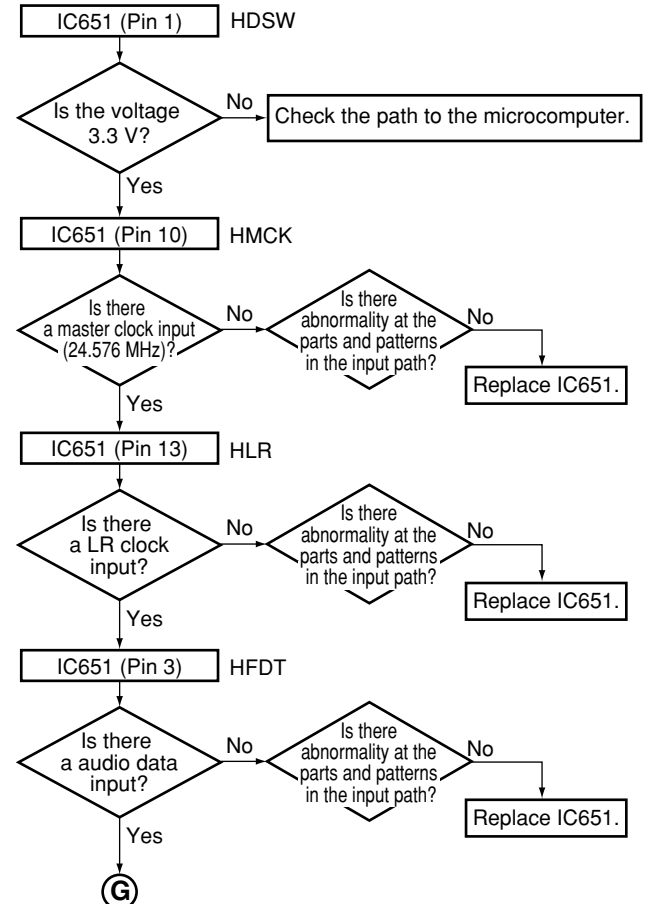 IC651 (Pin 1) HDSW
Is the voltage
3.3 V?
No
Check the path to the microcomputer.
Yes
IC651 (Pin 10) HMCK
Is there
a master clock input
(24.576 MHz)?
No
Is there
abnormality at the
parts and patterns
in the input path?
No
Replace IC651.
Yes
IC651 (Pin 13) HLR
Is there
a LR clock
input?
No
Is there
abnormality at the
parts and patterns
in the input path?
No
Replace IC651.
Yes
IC651 (Pin 3) HFDT
Is there
a audio data
input?
No
Is there
abnormality at the
parts and patterns
in the input path?
No
Replace IC651.
Yes
G